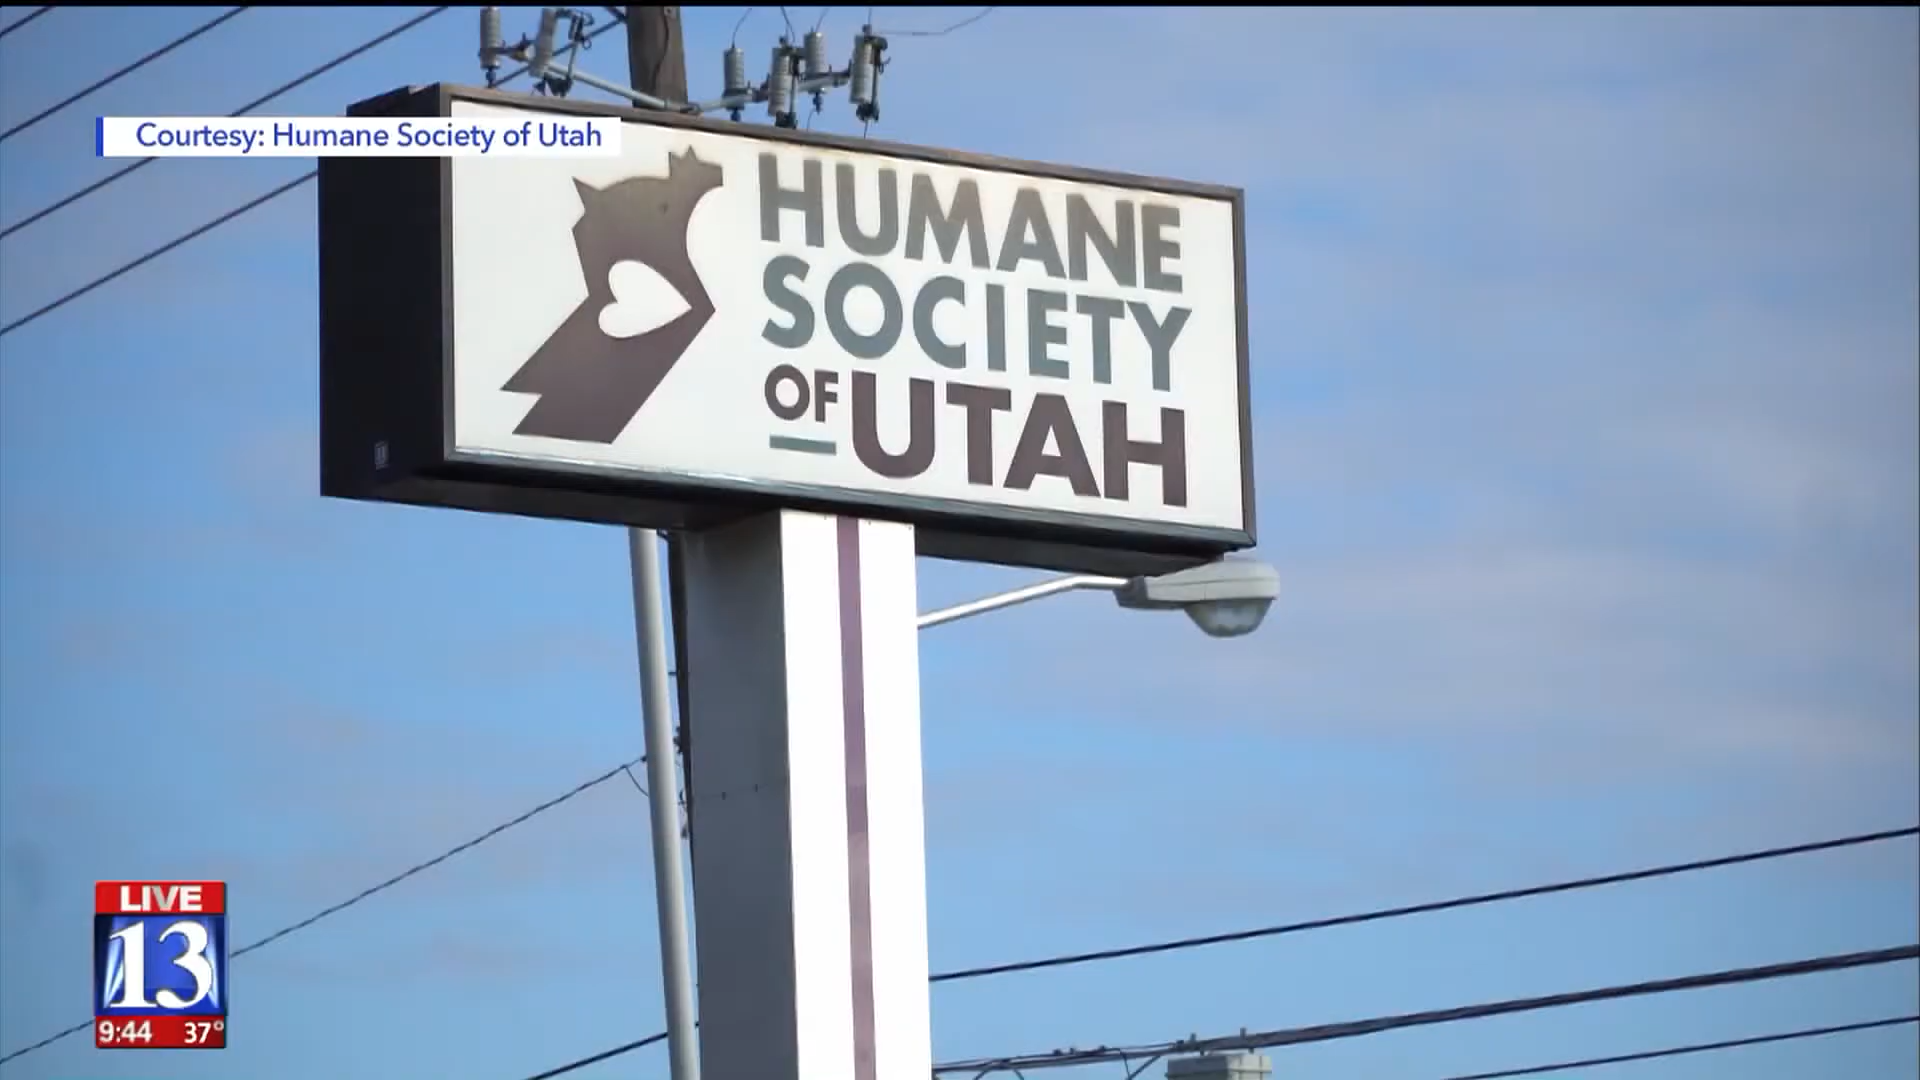 Courtesy: Humane Society of Utah
HUMANE
SOCIETY
OF UTAH
LIVE
13
9:44 37°